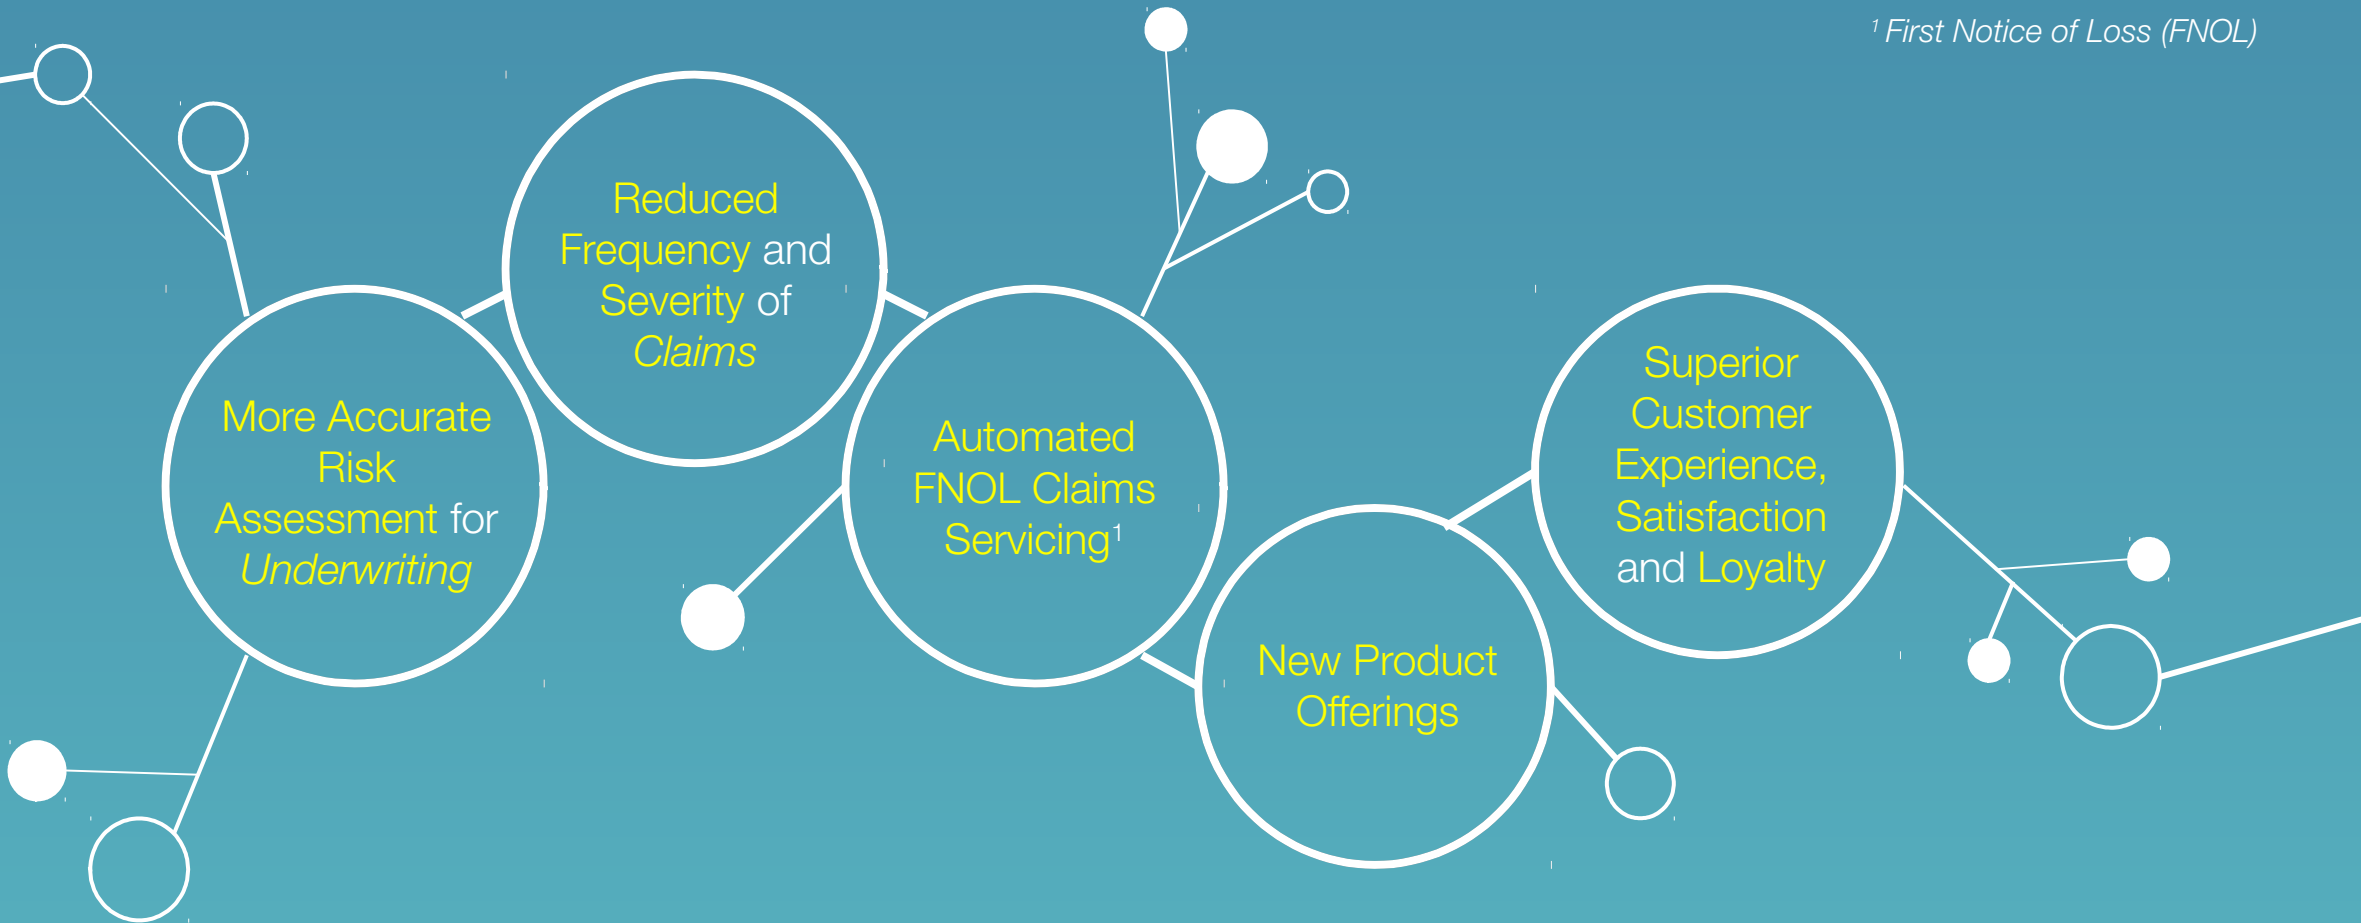 ¹ First Notice of Loss (FNOL)
More Accurate
Risk
Assessment for
Underwriting
Reduced
Frequency and
Severity of
Claims
Automated
FNOL Claims
Servicing¹
New Product
Offerings
Superior
Customer
Experience,
Satisfaction
and Loyalty